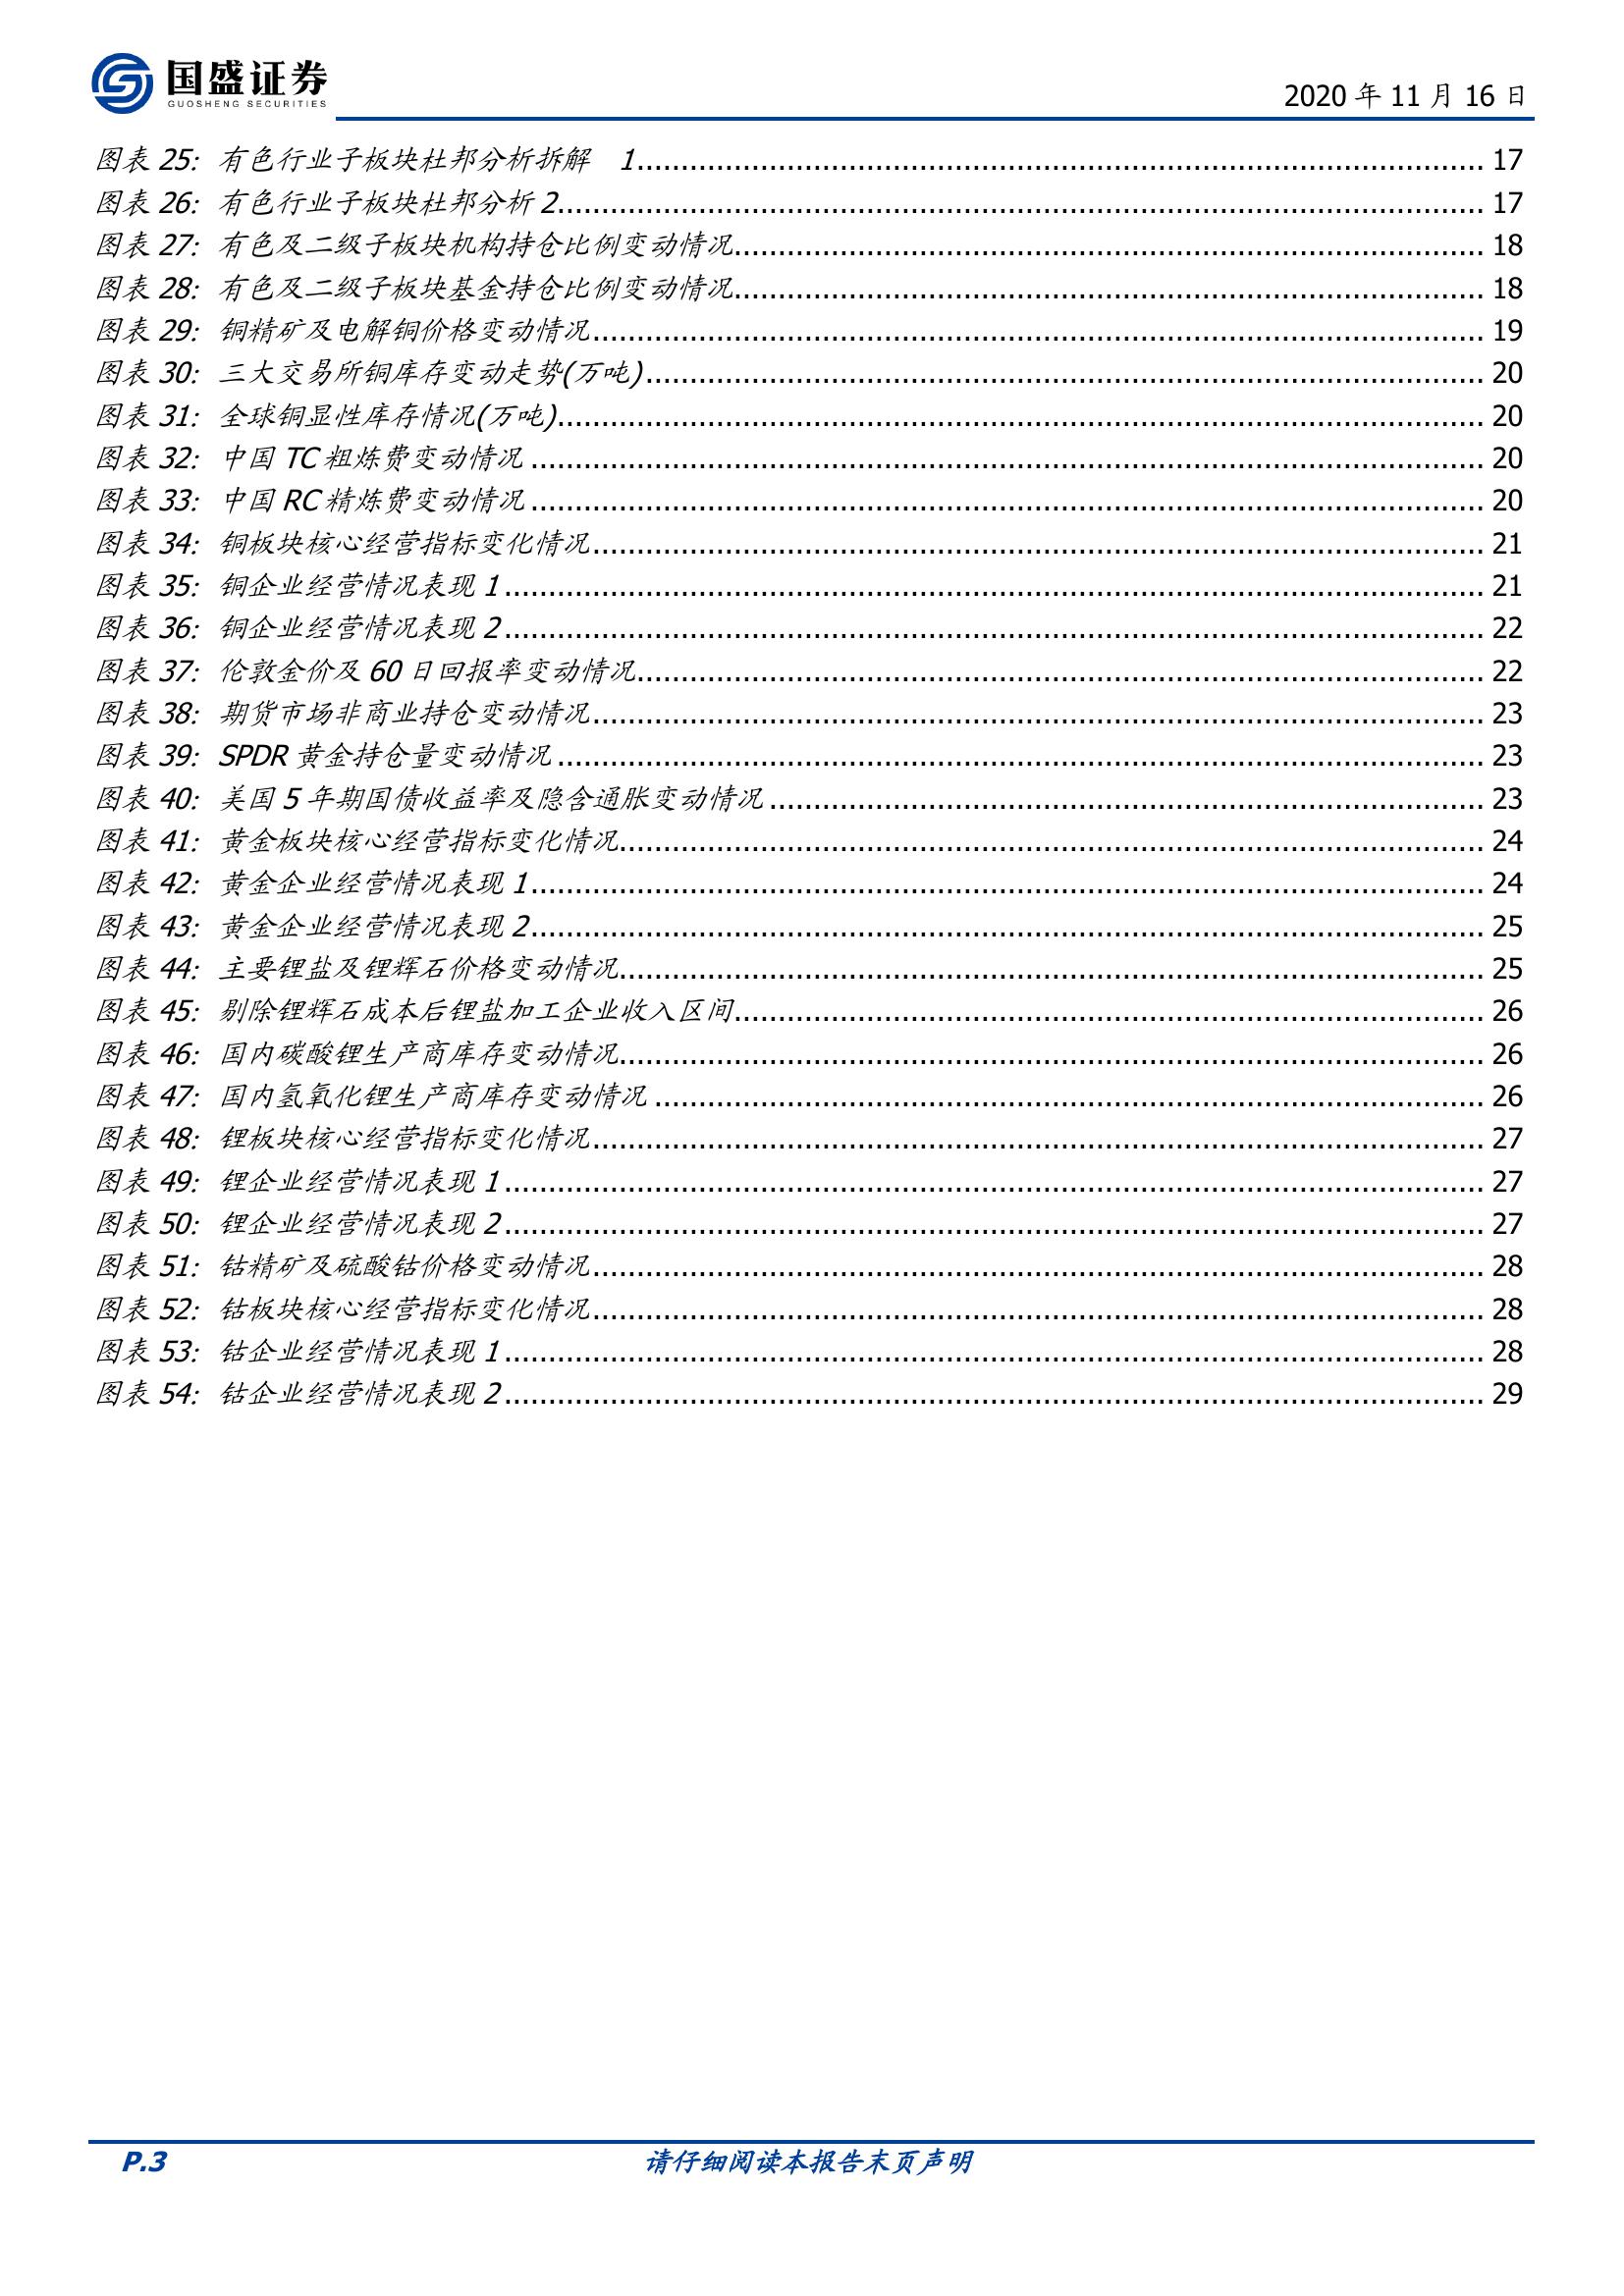 国盛证券
GUOSHENG SECURITIES
2020 年 11 月 16 日
图表 25: 有色行业子板块杜邦分析拆解 1 17
图表 26: 有色行业子板块杜邦分析 2 17
图表 27: 有色及二级子板块机构持仓比例变动情况 18
图表 28: 有色及二级子板块基金持仓比例变动情况 18
图表 29: 铜精矿及电解铜价格变动情况 19
图表 30: 三大交易所铜库存变动走势(万吨) 20
图表 31: 全球铜显性库存情况(万吨) 20
图表 32: 中国 TC 粗炼费变动情况 20
图表 33: 中国 RC 精炼费变动情况 20
图表 34: 铜板块核心经营指标变化情况 21
图表 35: 铜企业经营情况表现 1 21
图表 36: 铜企业经营情况表现 2 22
图表 37: 伦敦金价及 60 日回报率变动情况 22
图表 38: 期货市场非商业持仓变动情况 23
图表 39: SPDR 黄金持仓量变动情况 23
图表 40: 美国 5 年期国债收益率及隐含通胀变动情况 23
图表 41: 黄金板块核心经营指标变化情况 24
图表 42: 黄金企业经营情况表现 1 24
图表 43: 黄金企业经营情况表现 2 25
图表 44: 主要锂盐及锂辉石价格变动情况 25
图表 45: 剔除锂辉石成本后锂盐加工企业收入区间 26
图表 46: 国内碳酸锂生产商库存变动情况 26
图表 47: 国内氢氧化锂生产商库存变动情况 26
图表 48: 锂板块核心经营指标变化情况 27
图表 49: 锂企业经营情况表现 1 27
图表 50: 锂企业经营情况表现 2 27
图表 51: 钴精矿及硫酸钴价格变动情况 28
图表 52: 钴板块核心经营指标变化情况 28
图表 53: 钴企业经营情况表现 1 28
图表 54: 钴企业经营情况表现 2 29
P.3 请仔细阅读本报告末页声明